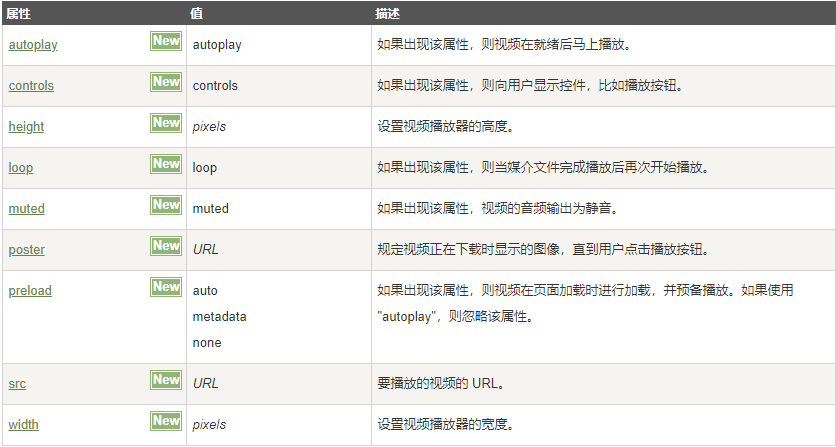 属性 值 描述
autoplay New autoplay 如果出现该属性，则视频在就绪后马上播放。
controls New controls 如果出现该属性，则向用户显示控件，比如播放按钮。
height New pixels 设置视频播放器的高度。
loop New loop 如果出现该属性，则当媒介文件完成播放后再次开始播放。
muted New muted 如果出现该属性，视频的音频输出为静音。
poster New URL 规定视频正在下载时显示的图像，直到用户点击播放按钮。
preload New auto 如果出现该属性，则视频在页面加载时进行加载，并预备播放。如果使用
metadata "autoplay"，则忽略该属性。
none
src New URL 要播放的视频的 URL。
width New pixels 设置视频播放器的宽度。